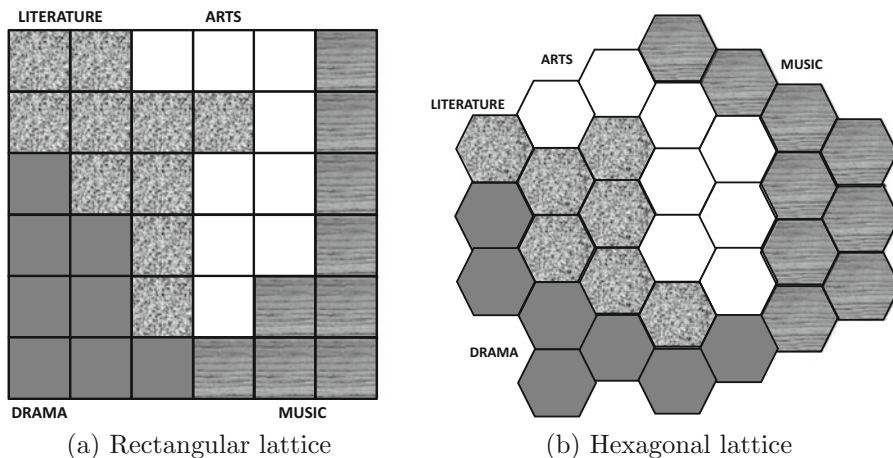 LITERATURE ARTS
DRAMA MUSIC
(a) Rectangular lattice
ARTS
MUSIC
LITERATURE
DRAMA
(b) Hexagonal lattice